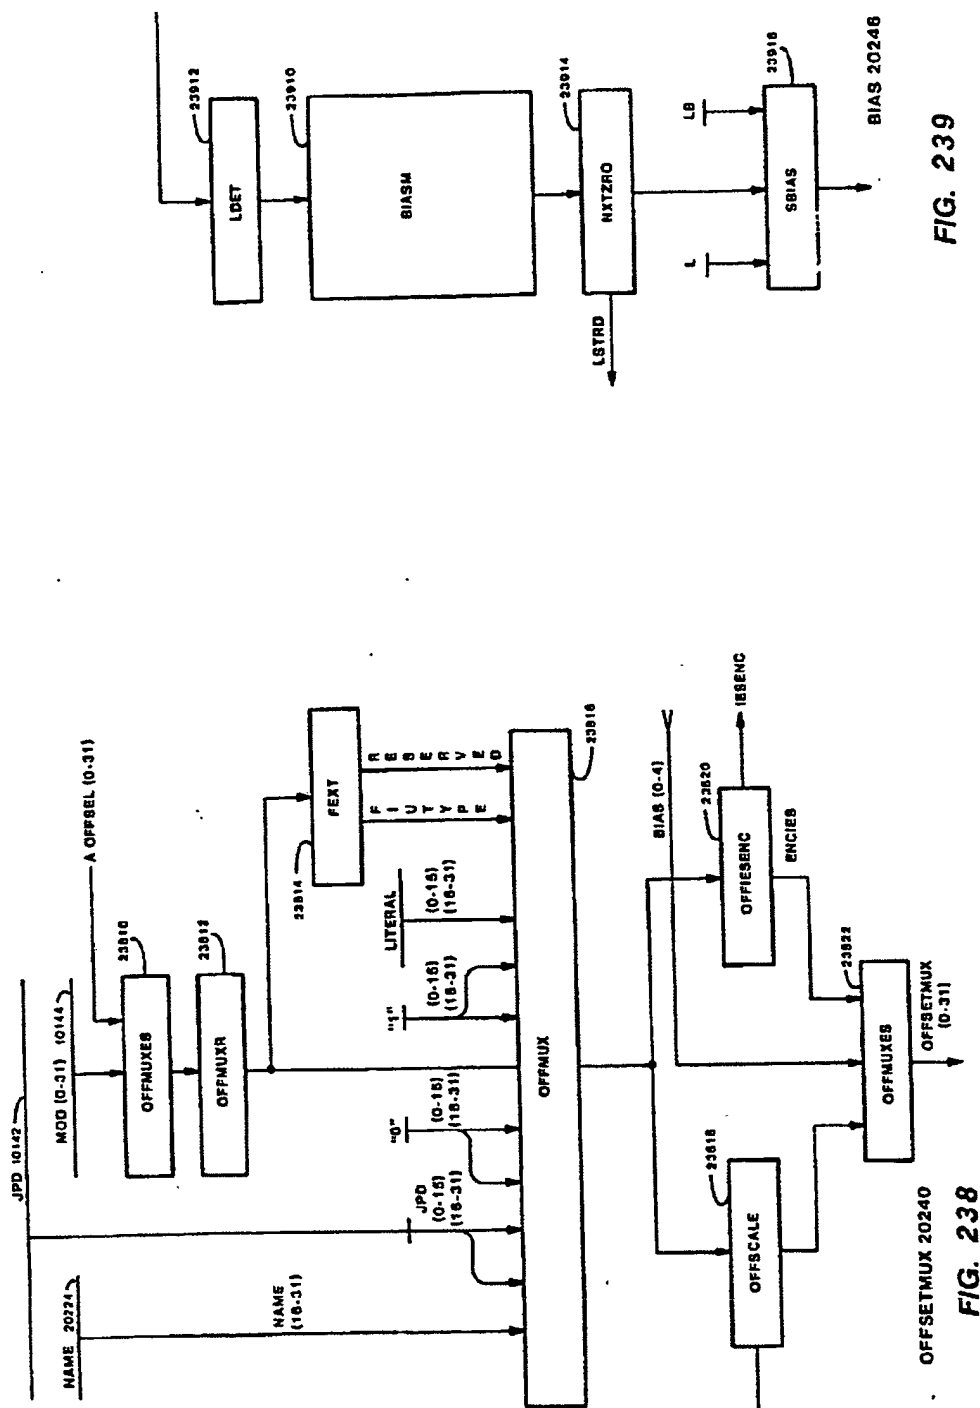 JPD 10142
NAME 20224
MOD (0-31) 10144
A OFFSEL (0-31)
23810
OFFMUXES
23812
OFFMUXR
23814
FEXT
NAME
(16-31)
JPD
(0-15)
(16-31)
"0"
(0-15)
(16-31)
"1"
(0-15)
(16-31)
LITERAL
(0-15)
(16-31)
FIUTYPE
RESERVED
OFFMUX
23816
BIAS (0-4)
23818
OFFSCALE
23820
OFFIESENC
IESENC
ENCIES
23822
OFFMUXES
OFFSETMUX
(0-31)
OFFSETMUX 20240
FIG. 238
23912
LDET
23910
BIASM
23914
NXTZRO
LSTRD
L
LB
23916
SBIAS
BIAS 20246
FIG. 239